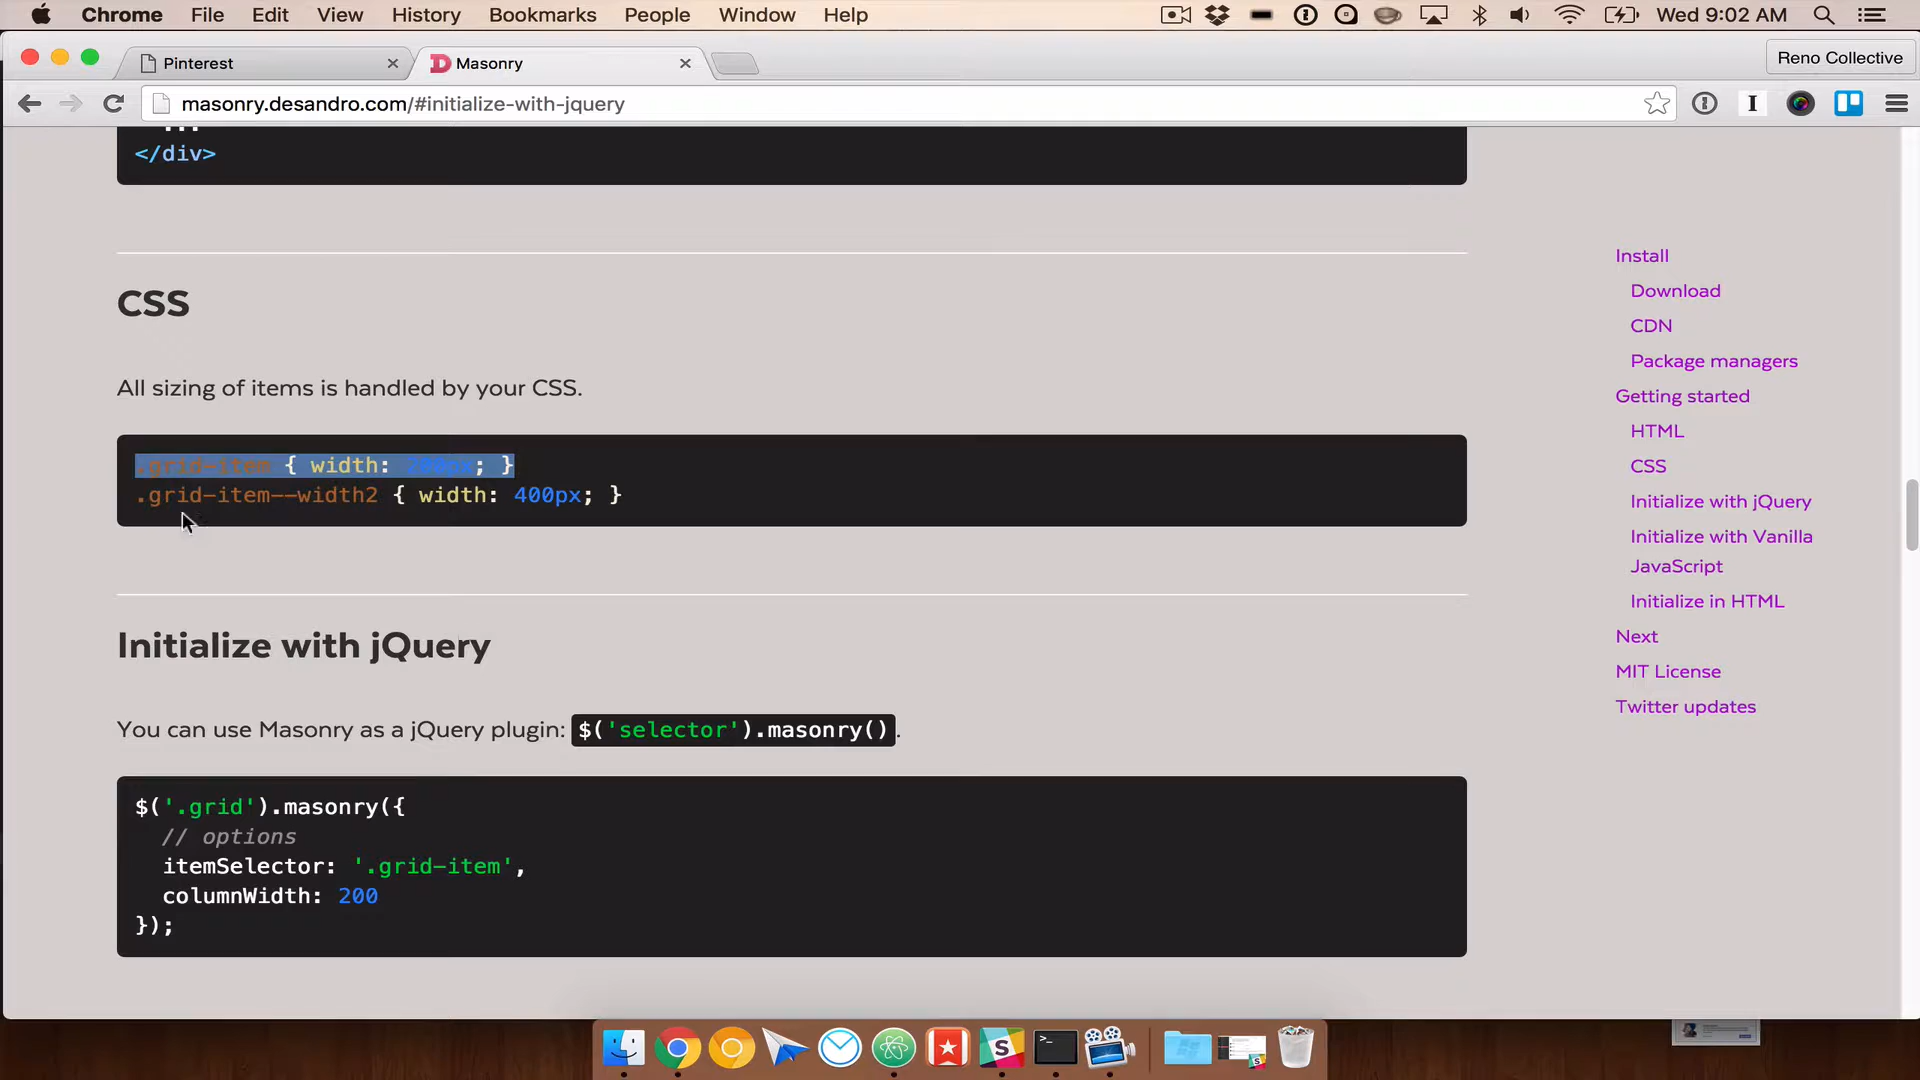 Chrome File Edit View History Bookmarks People Window Help Wed 9:02 AM
Pinterest Masonry Reno Collective
masonry.desandro.com/#initialize-with-jquery
...
</div>
CSS
All sizing of items is handled by your CSS.
.grid-item { width: 200px; }
.grid-item--width2 { width: 400px; }
Initialize with jQuery
You can use Masonry as a jQuery plugin: $('selector').masonry().
$('.grid').masonry({
// options
itemSelector: '.grid-item',
columnWidth: 200
});
Install
Download
CDN
Package managers
Getting started
HTML
CSS
Initialize with jQuery
Initialize with Vanilla
JavaScript
Initialize in HTML
Next
MIT License
Twitter updates